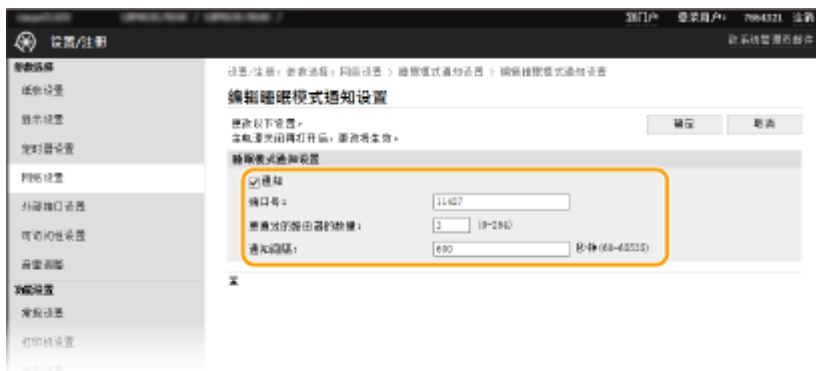 到门户 登录用户: 7654321 注销
设置/注册
致系统管理员邮件
参数选择
纸张设置
显示设置
定时器设置
网络设置
外部接口设置
可访问性设置
音量调整
功能设置
常规设置
打印机设置
设置/注册: 参数选择: 网络设置 > 睡眠模式通知设置 > 编辑睡眠模式通知设置
编辑睡眠模式通知设置
更改以下设置。
主电源关闭再打开后,更改将生效。
确定 取消
睡眠模式通知设置
通知
端口号: 11427
要通过的路由器的数量: 3 (0-254)
通知间隔: 600 秒钟(60-65535)